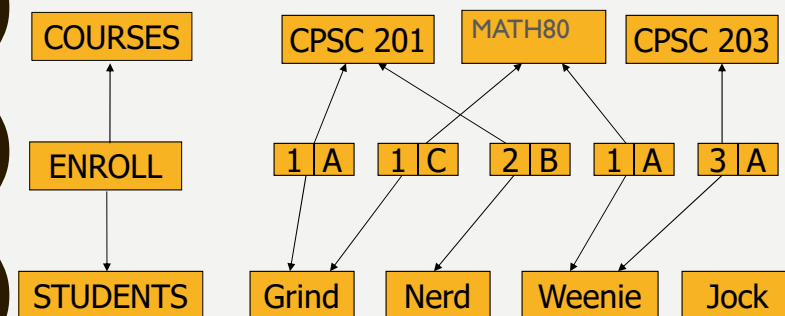 COURSES
CPSC 201
MATH80
CPSC 203
ENROLL
1 A
1 C
2 B
1 A
3 A
STUDENTS
Grind
Nerd
Weenie
Jock